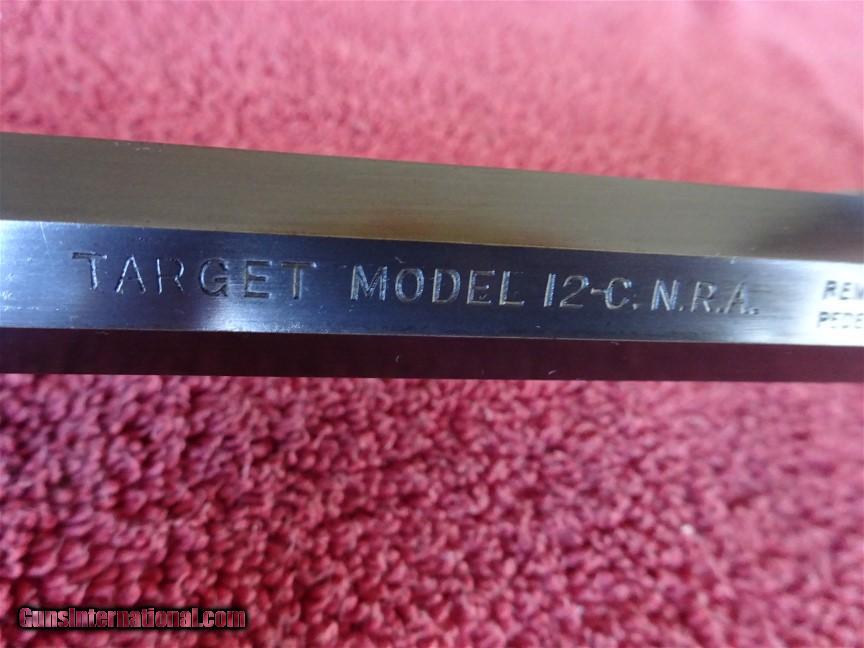 TARGET MODEL 12-C. N.R.A.
GunsInternational.com